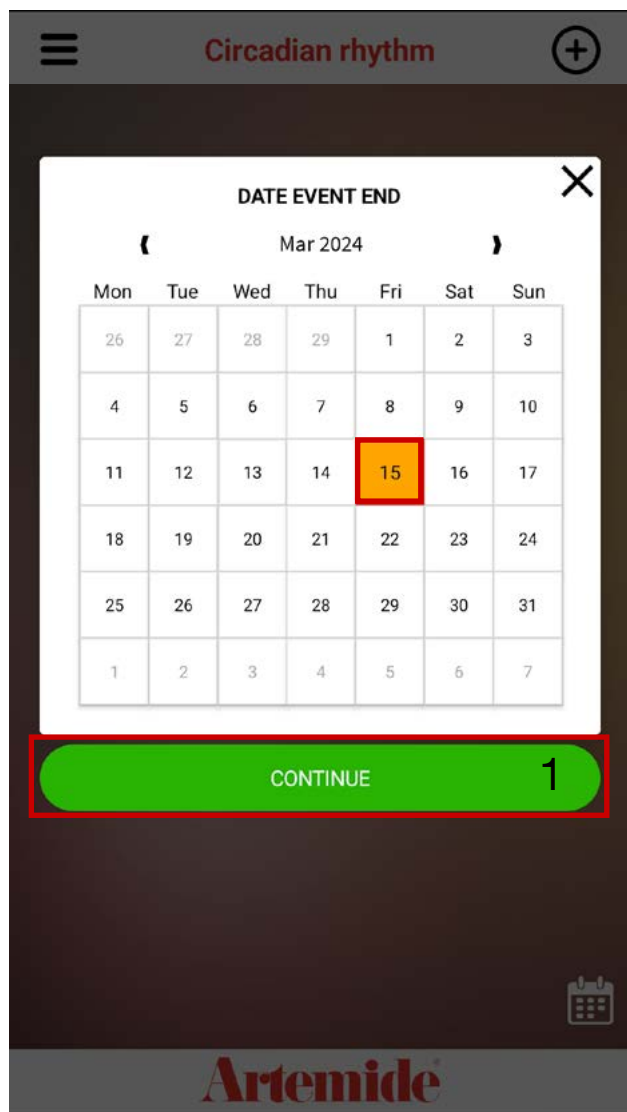 Circadian rhythm
DATE EVENT END
Mar 2024
Mon Tue Wed Thu Fri Sat Sun
26 27 28 29 1 2 3
4 5 6 7 8 9 10
11 12 13 14 15 16 17
18 19 20 21 22 23 24
25 26 27 28 29 30 31
1 2 3 4 5 6 7
CONTINUE 1
Artemide